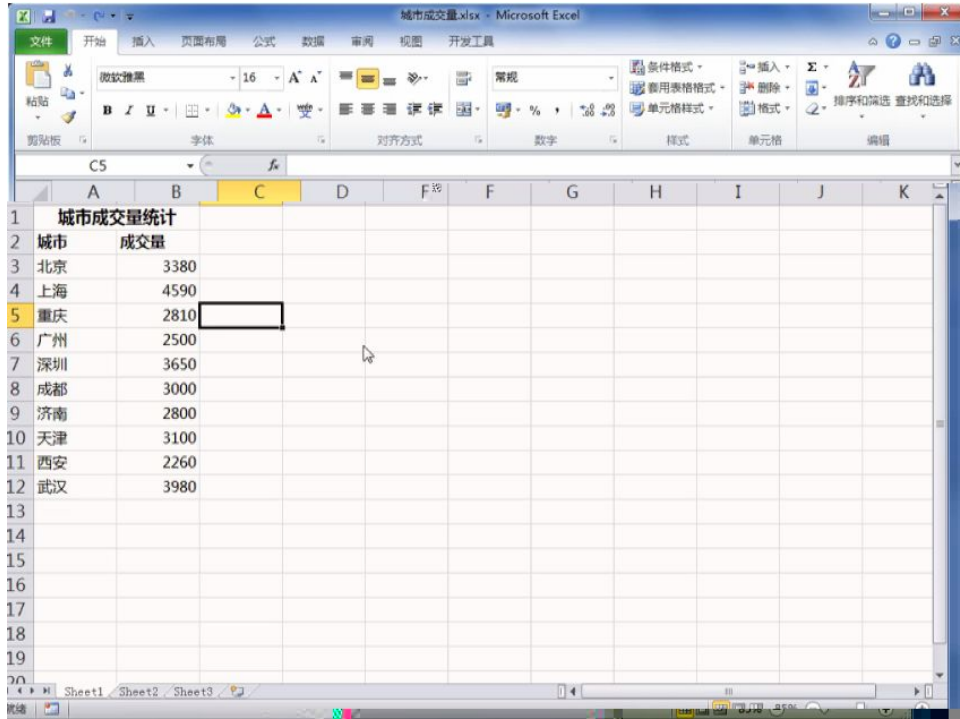 城市成交量.xlsx - Microsoft Excel
文件 开始 插入 页面布局 公式 数据 审阅 视图 开发工具
微软雅黑 16 常规 条件格式 插入 Σ
粘贴 套用表格格式 删除 排序和筛选 查找和选择
B I U A % , 单元格样式 格式
剪贴板 字体 对齐方式 数字 样式 单元格 编辑
C5 fx
A B C D F G H I J K
1 城市成交量统计
2 城市 成交量
3 北京 3380
4 上海 4590
5 重庆 2810
6 广州 2500
7 深圳 3650
8 成都 3000
9 济南 2800
10 天津 3100
11 西安 2260
12 武汉 3980
13
14
15
16
17
18
19
20
Sheet1 Sheet2 Sheet3
就绪